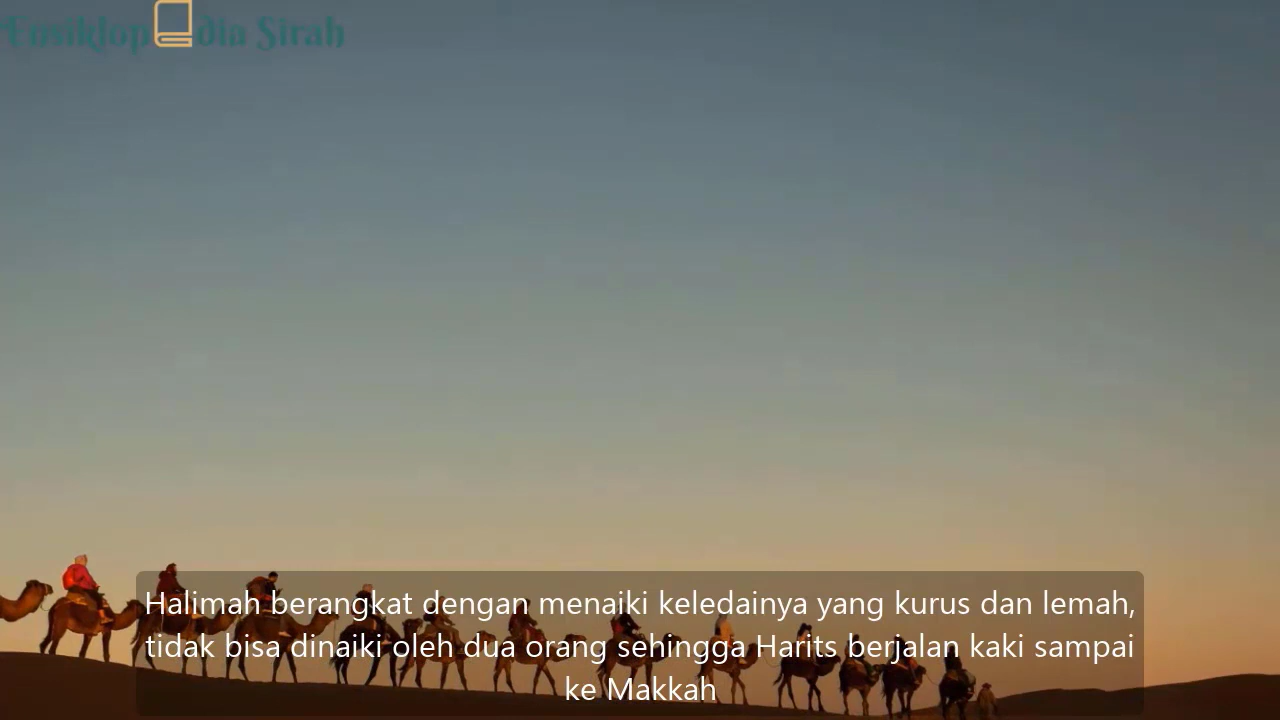 Ensiklopedia Sirah
Halimah berangkat dengan menaiki keledainya yang kurus dan lemah,
tidak bisa dinaiki oleh dua orang sehingga Harits berjalan kaki sampai
ke Makkah